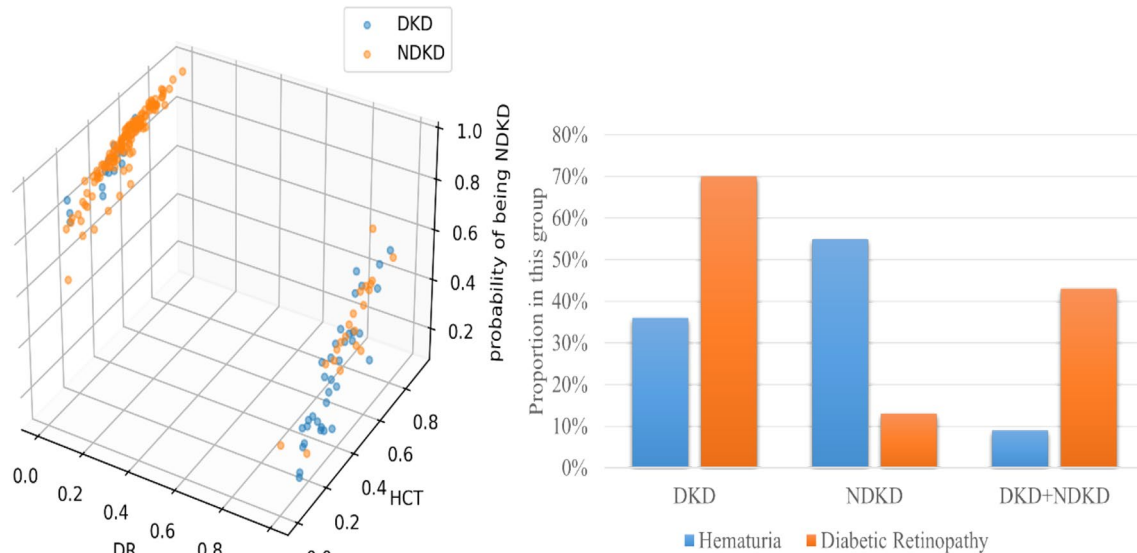 DKD
NDKD
probability of being NDKD
1.0
0.8
0.6
0.4
0.2
0.0
0.2
0.4
0.6
0.8
DR
0.2
0.4
0.6
0.8
HCT
Proportion in this group
80%
70%
60%
50%
40%
30%
20%
10%
0%
DKD NDKD DKD+NDKD
Hematuria Diabetic Retinopathy